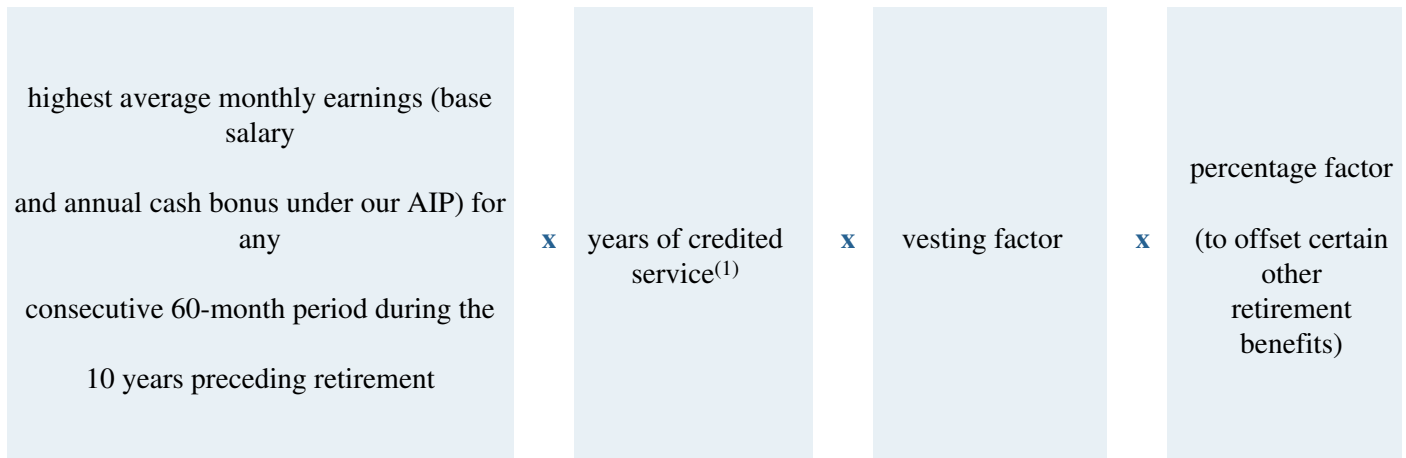 highest average monthly earnings (base
salary
and annual cash bonus under our AIP) for
any
consecutive 60-month period during the
10 years preceding retirement
x
years of credited
service(1)
x
vesting factor
x
percentage factor
(to offset certain
other
retirement
benefits)